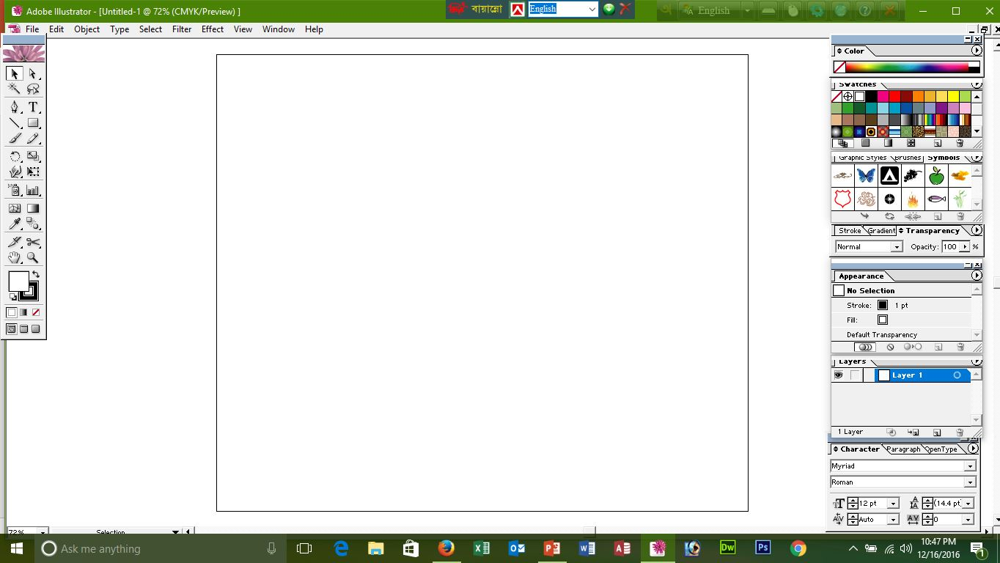 Adobe Illustrator - [Untitled-1 @ 72% (CMYK/Preview) ]
বায়ান্নো
English
English
File Edit Object Type Select Filter Effect View Window Help
Color
Swatches
Graphic Styles Brushes Symbols
Stroke Gradient Transparency
Normal Opacity: 100 %
Appearance
No Selection
Stroke: 1 pt
Fill:
Default Transparency
Layers
Layer 1
1 Layer
Character Paragraph OpenType
Myriad
Roman
12 pt (14.4 pt)
Auto 0
72% Selection
Ask me anything
Dw
Ps
10:47 PM
12/16/2016
1